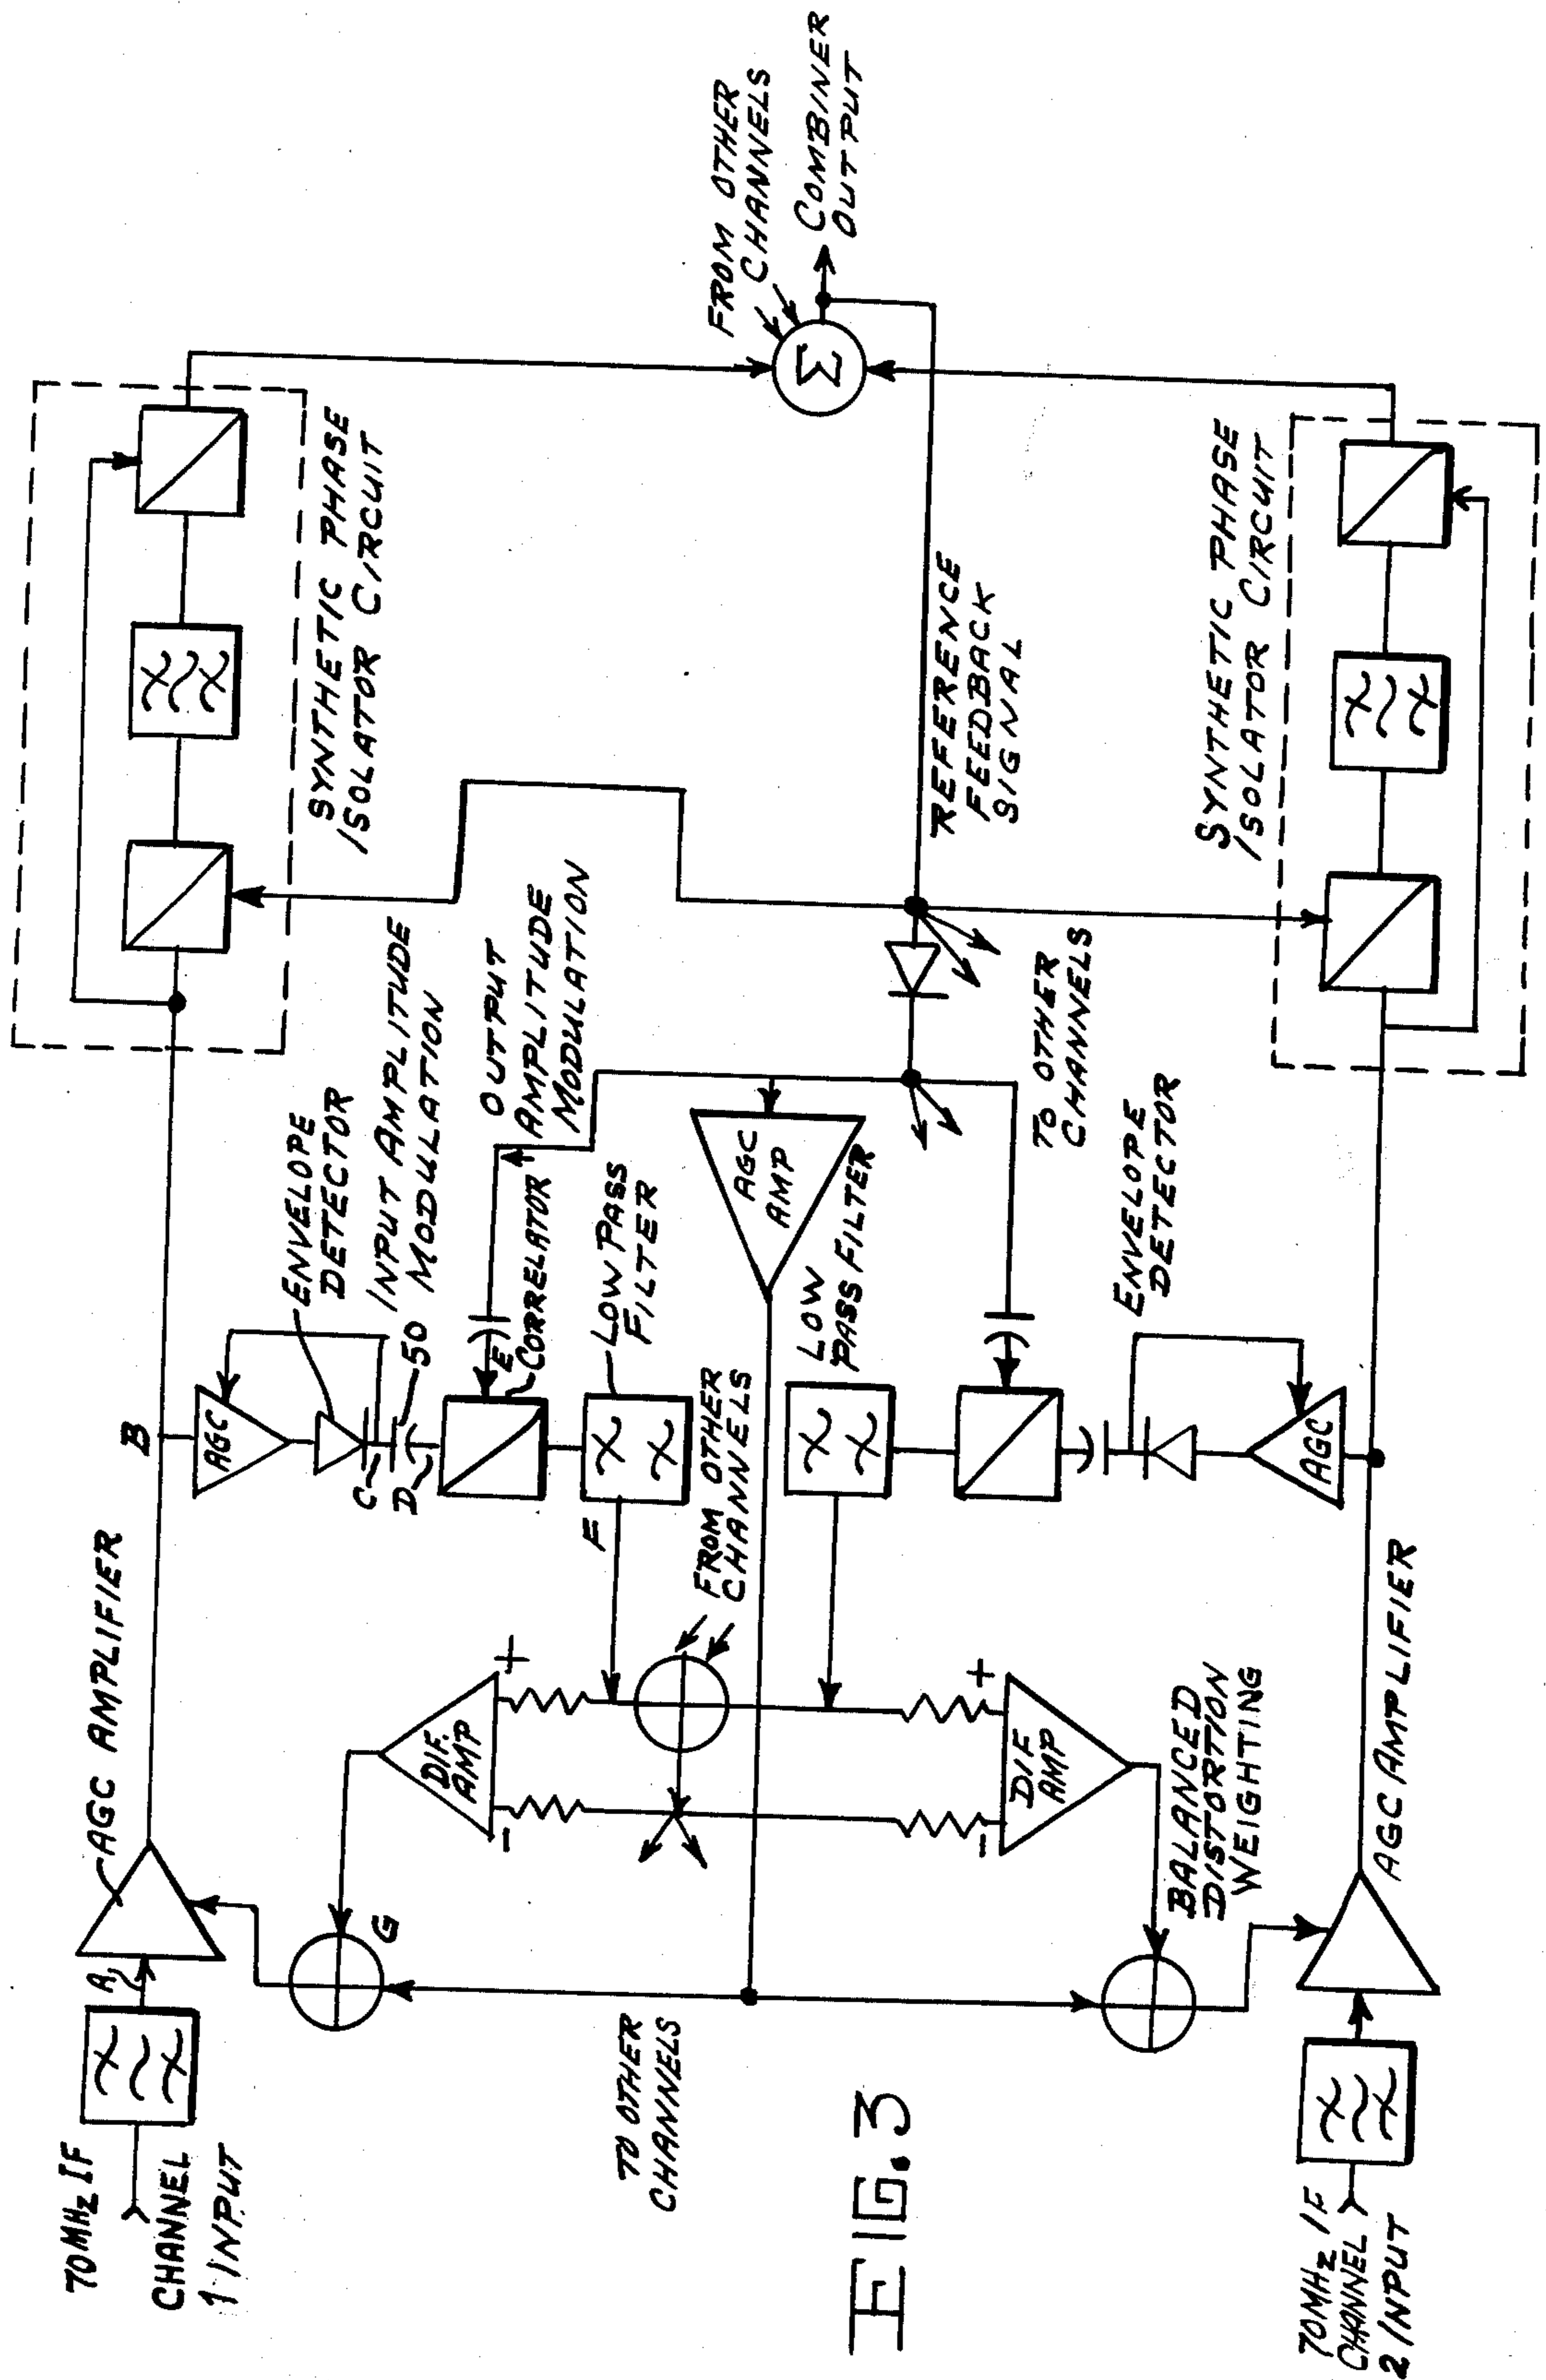 70MHz IF
CHANNEL
1 INPUT
A
AGC AMPLIFIER
B
AGC
ENVELOPE
DETECTOR
INPUT AMPLITUDE
MODULATION
C
D
50
E
CORRELATOR
OUTPUT
AMPLITUDE
MODULATION
LOW PASS
FILTER
F
SYNTHETIC PHASE
ISOLATOR CIRCUIT
FROM OTHER
CHANNELS
Σ
COMBINER
OUTPUT
REFERENCE
FEEDBACK
SIGNAL
G
DIF.
AMP
+
-
FROM OTHER
CHANNELS
AGC
AMP
LOW
PASS FILTER
TO OTHER
CHANNELS
TO OTHER
CHANNELS
DIF
AMP
+
-
BALANCED
DISTORTION
WEIGHTING
AGC
ENVELOPE
DETECTOR
SYNTHETIC PHASE
ISOLATOR CIRCUIT
AGC AMPLIFIER
70MHz IF
CHANNEL
2 INPUT
FIG. 3